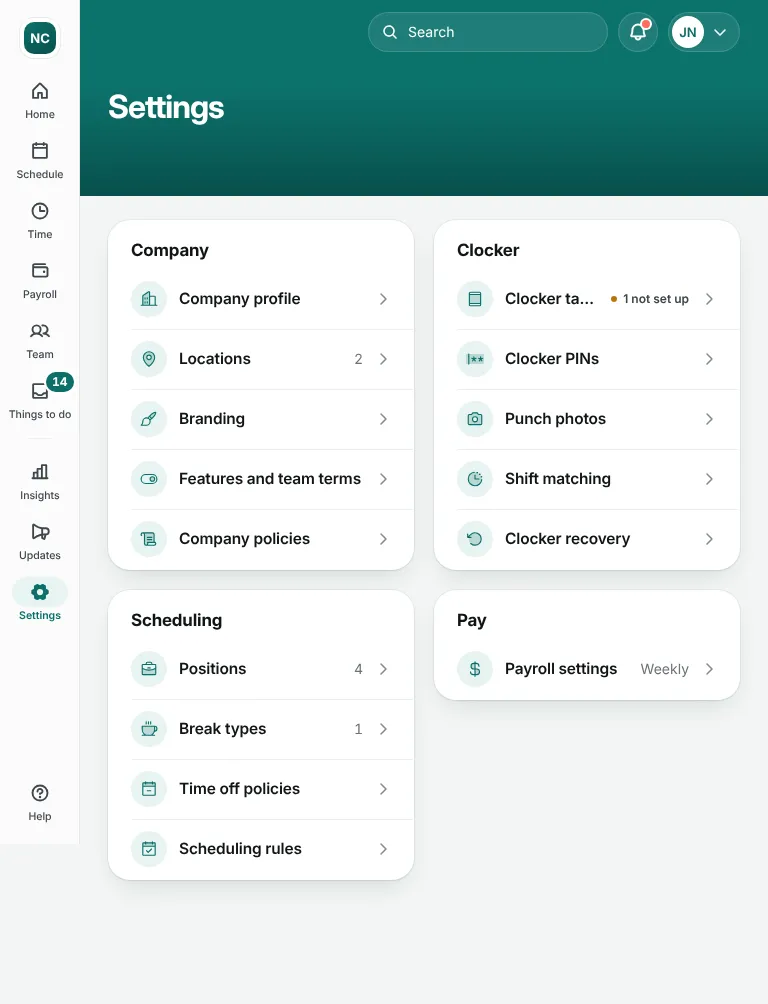 NC
Search
JN
Home
Schedule
Time
Payroll
Team
14
Things to do
Insights
Updates
Settings
Help
Settings
Company
Company profile
Locations 2
Branding
Features and team terms
Company policies
Clocker
Clocker ta... 1 not set up
Clocker PINs
Punch photos
Shift matching
Clocker recovery
Scheduling
Positions 4
Break types 1
Time off policies
Scheduling rules
Pay
Payroll settings Weekly